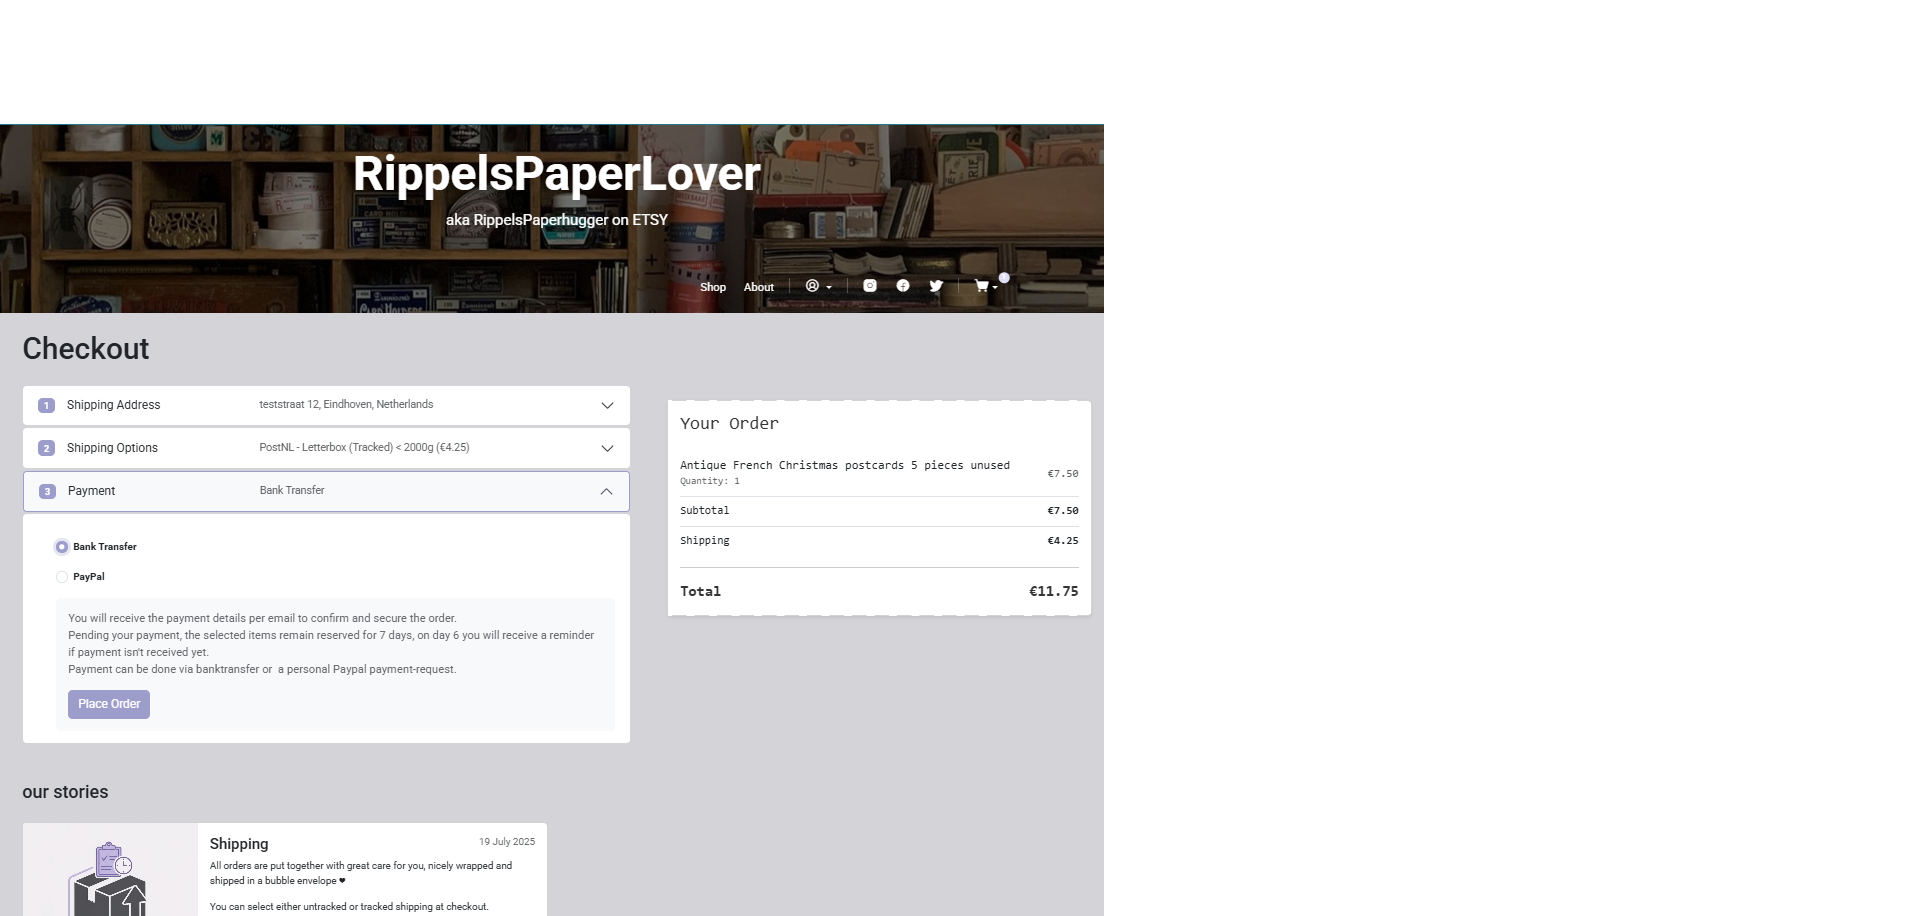 RippelsPaperLover
aka RippelsPaperhugger on ETSY
Shop About
Checkout
1 Shipping Address teststraat 12, Eindhoven, Netherlands
2 Shipping Options PostNL - Letterbox (Tracked) < 2000g (€4.25)
3 Payment Bank Transfer
Bank Transfer
PayPal
You will receive the payment details per email to confirm and secure the order.
Pending your payment, the selected items remain reserved for 7 days, on day 6 you will receive a reminder
if payment isn't received yet.
Payment can be done via banktransfer or  a personal Paypal payment-request.
Place Order
Your Order
Antique French Christmas postcards 5 pieces unused €7.50
Quantity: 1
Subtotal €7.50
Shipping €4.25
Total €11.75
our stories
Shipping 19 July 2025
All orders are put together with great care for you, nicely wrapped and
shipped in a bubble envelope ❤
You can select either untracked or tracked shipping at checkout.